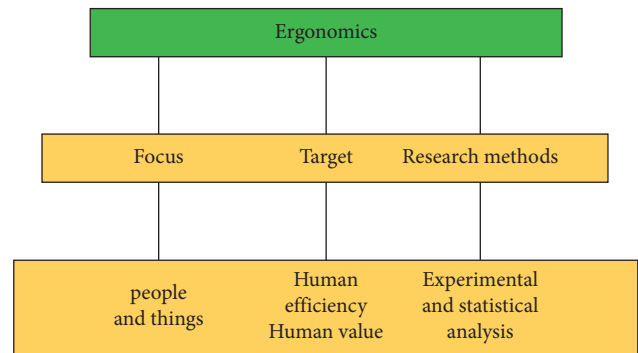 Ergonomics
Focus
Target
Research methods
people
and things
Human
efficiency
Human value
Experimental
and statistical
analysis